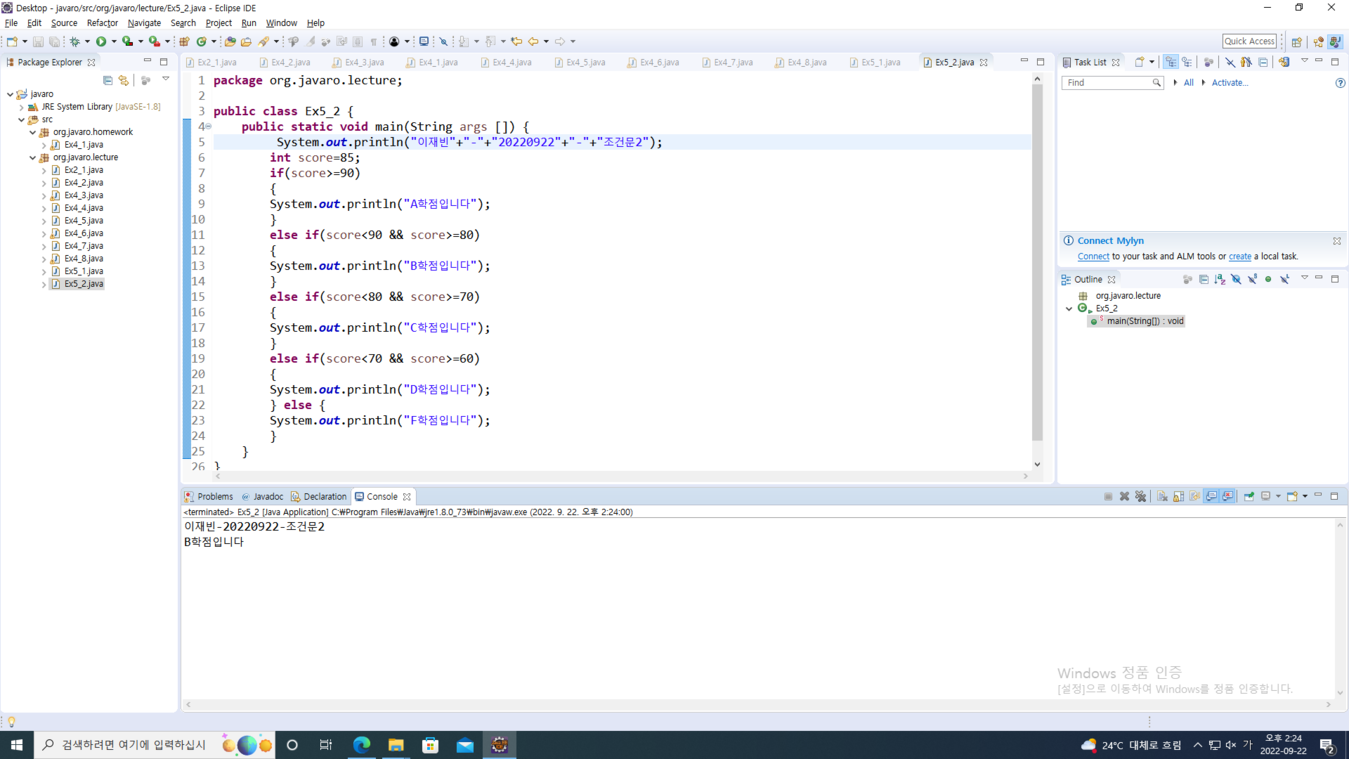 Desktop - javaro/src/org/javaro/lecture/Ex5_2.java - Eclipse IDE
File Edit Source Refactor Navigate Search Project Run Window Help
Quick Access
Package Explorer
javaro
JRE System Library [JavaSE-1.8]
src
org.javaro.homework
Ex4_1.java
org.javaro.lecture
Ex2_1.java
Ex4_2.java
Ex4_3.java
Ex4_4.java
Ex4_5.java
Ex4_6.java
Ex4_7.java
Ex4_8.java
Ex5_1.java
Ex5_2.java
Ex2_1.java Ex4_2.java Ex4_3.java Ex4_1.java Ex4_4.java Ex4_5.java Ex4_6.java Ex4_7.java Ex4_8.java Ex5_1.java Ex5_2.java
1 package org.javaro.lecture;
2
3 public class Ex5_2 {
4 public static void main(String args []) {
5 System.out.println("이재빈"+"-"+"20220922"+"-"+"조건문2");
6 int score=85;
7 if(score>=90)
8 {
9 System.out.println("A학점입니다");
10 }
11 else if(score<90 && score>=80)
12 {
13 System.out.println("B학점입니다");
14 }
15 else if(score<80 && score>=70)
16 {
17 System.out.println("C학점입니다");
18 }
19 else if(score<70 && score>=60)
20 {
21 System.out.println("D학점입니다");
22 } else {
23 System.out.println("F학점입니다");
24 }
25 }
26 }
Task List
Find All Activate...
Connect Mylyn
Connect to your task and ALM tools or create a local task.
Outline
org.javaro.lecture
Ex5_2
main(String[]) : void
Problems Javadoc Declaration Console
<terminated> Ex5_2 [Java Application] C:₩Program Files₩Java₩jre1.8.0_73₩bin₩javaw.exe (2022. 9. 22. 오후 2:24:00)
이재빈-20220922-조건문2
B학점입니다
Windows 정품 인증
[설정]으로 이동하여 Windows를 정품 인증합니다.
검색하려면 여기에 입력하십시
24°C 대체로 흐림
가
오후 2:24
2022-09-22
2